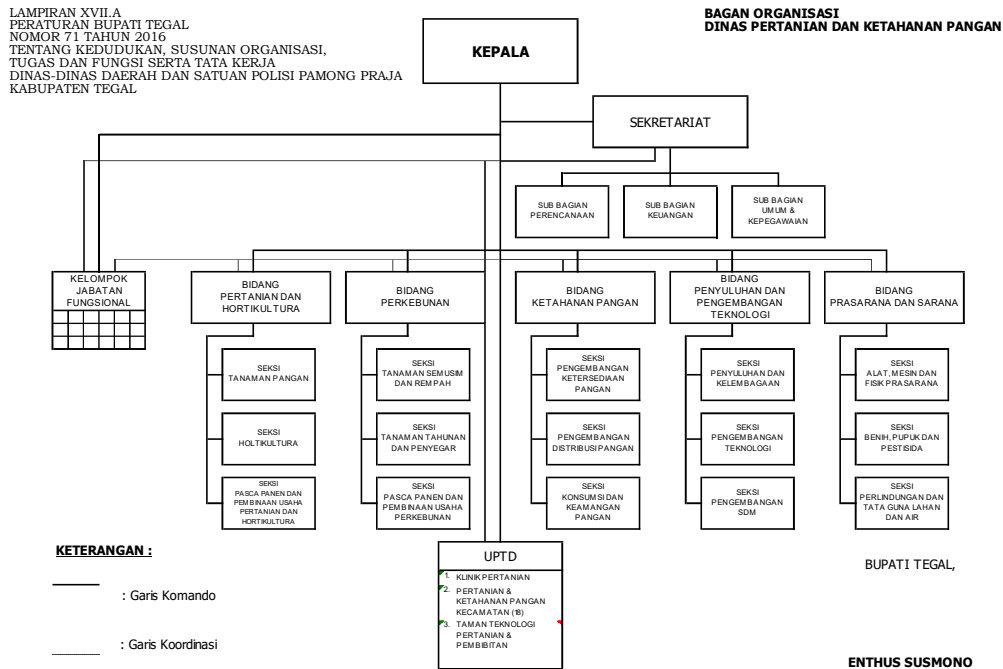 LAMPIRAN XVII.A
PERATURAN BUPATI TEGAL
NOMOR 71 TAHUN 2016
TENTANG KEDUDUKAN, SUSUNAN ORGANISASI,
TUGAS DAN FUNGSI SERTA TATA KERJA
DINAS-DINAS DAERAH DAN SATUAN POLISI PAMONG PRAJA
KABUPATEN TEGAL
BAGAN ORGANISASI
DINAS PERTANIAN DAN KETAHANAN PANGAN
KEPALA
SEKRETARIAT
SUB BAGIAN
PERENCANAAN
SUB BAGIAN
KEUANGAN
SUB BAGIAN
UMUM &
KEPEGAWAIAN
KELOMPOK
JABATAN
FUNGSIONAL
BIDANG
PERTANIAN DAN
HORTIKULTURA
BIDANG
PERKEBUNAN
BIDANG
KETAHANAN PANGAN
BIDANG
PENYULUHAN DAN
PENGEMBANGAN
TEKNOLOGI
BIDANG
PRASARANA DAN SARANA
SEKSI
TANAMAN PANGAN
SEKSI
TANAMAN SEMUSIM
DAN REMPAH
SEKSI
PENGEMBANGAN
KETERSEDIAAN
PANGAN
SEKSI
PENYULUHAN DAN
KELEMBAGAAN
SEKSI
ALAT, MESIN DAN
FISIK PRASARANA
SEKSI
HOLTIKULTURA
SEKSI
TANAMAN TAHUNAN
DAN PENYEGAR
SEKSI
PENGEMBANGAN
DISTRIBUSI PANGAN
SEKSI
PENGEMBANGAN
TEKNOLOGI
SEKSI
BENIH, PUPUK DAN
PESTISIDA
SEKSI
PASCA PANEN DAN
PEMBINAAN USAHA
PERTANIAN DAN
HORTIKULTURA
SEKSI
PASCA PANEN DAN
PEMBINAAN USAHA
PERKEBUNAN
SEKSI
KONSUMSI DAN
KEAMANGAN
PANGAN
SEKSI
PENGEMBANGAN
SDM
SEKSI
PERLINDUNGAN DAN
TATA GUNA LAHAN
DAN AIR
KETERANGAN :
: Garis Komando
: Garis Koordinasi
UPTD
1. KLINIK PERTANIAN
2. PERTANIAN &
KETAHANAN PANGAN
KECAMATAN (18)
3. TAMAN TEKNOLOGI
PERTANIAN &
PEMBIBITAN
BUPATI TEGAL,
ENTHUS SUSMONO